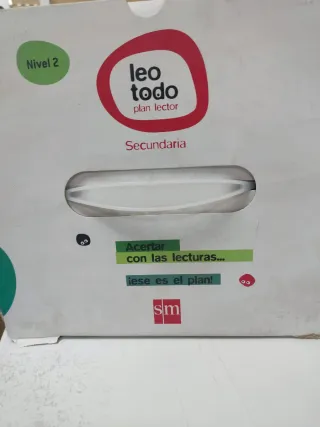 Nivel 2
leo
todo
plan lector
Secundaria
Acertar
con las lecturas...
¡ese es el plan!
sm